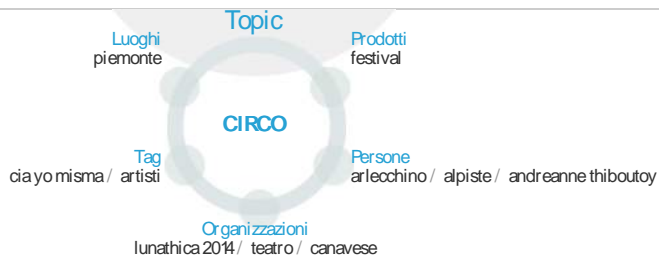 Topic
Luoghi
piemonte
Prodotti
festival
CIRCO
Tag
cia yo misma / artisti
Persone
arlecchino / alpiste / andreanne thiboutoy
Organizzazioni
lunathica 2014 / teatro / canavese